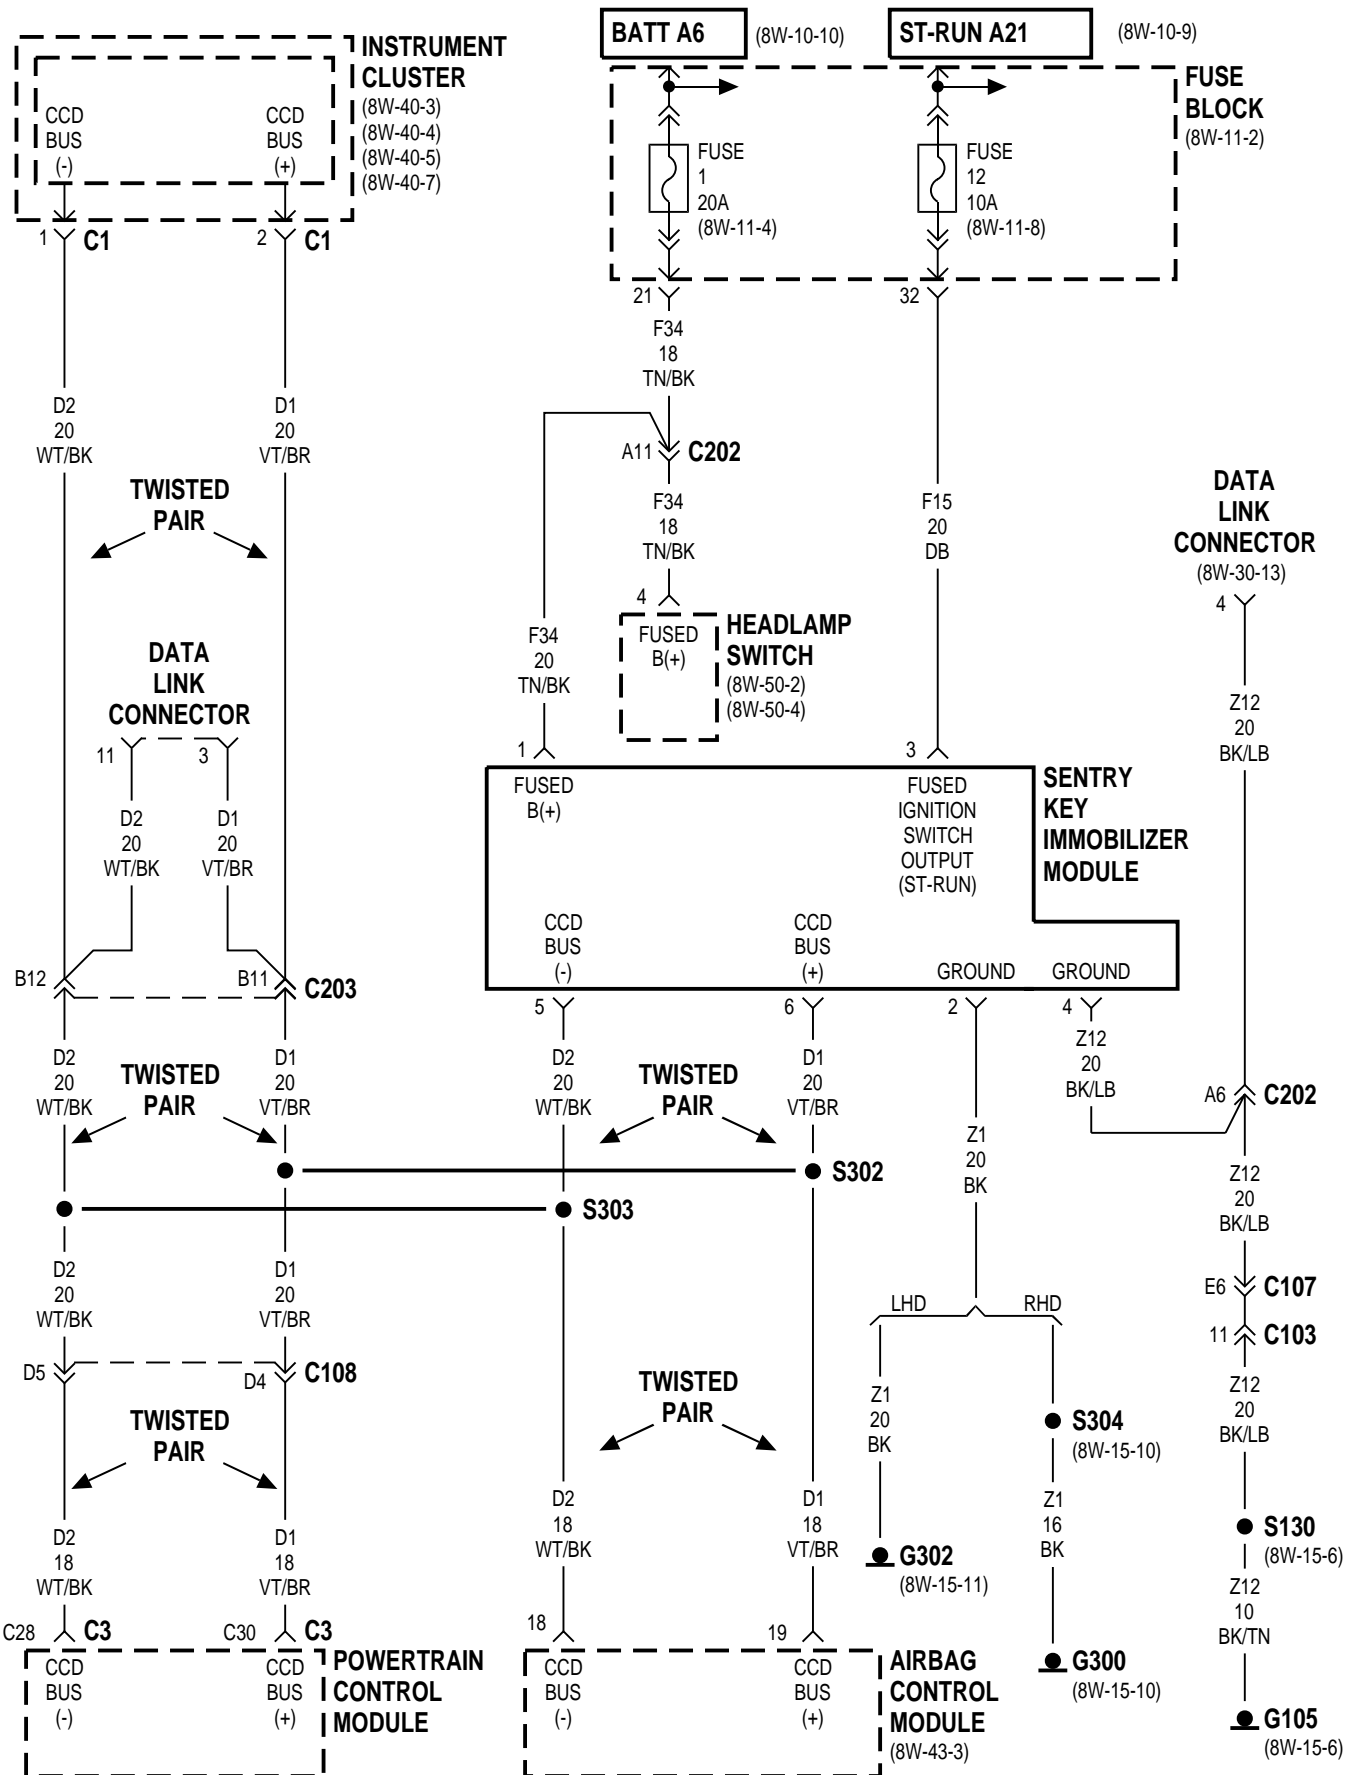 BATT A6
(8W-10-10)
ST-RUN A21
(8W-10-9)
INSTRUMENT
CLUSTER
(8W-40-3)
(8W-40-4)
(8W-40-5)
(8W-40-7)
CCD
BUS
(-)
CCD
BUS
(+)
1
C1
2
C1
FUSE
BLOCK
(8W-11-2)
FUSE
1
20A
(8W-11-4)
FUSE
12
10A
(8W-11-8)
21
32
F34
18
TN/BK
D2
20
WT/BK
D1
20
VT/BR
TWISTED
PAIR
A11
C202
F34
18
TN/BK
F15
20
DB
DATA
LINK
CONNECTOR
(8W-30-13)
4
4
FUSED
B(+)
HEADLAMP
SWITCH
(8W-50-2)
(8W-50-4)
F34
20
TN/BK
DATA
LINK
CONNECTOR
11
3
D2
20
WT/BK
D1
20
VT/BR
Z12
20
BK/LB
1
3
FUSED
B(+)
FUSED
IGNITION
SWITCH
OUTPUT
(ST-RUN)
SENTRY
KEY
IMMOBILIZER
MODULE
CCD
BUS
(-)
CCD
BUS
(+)
GROUND
GROUND
B12
B11
C203
5
6
2
4
D2
20
WT/BK
TWISTED
PAIR
D1
20
VT/BR
D2
20
WT/BK
TWISTED
PAIR
D1
20
VT/BR
Z12
20
BK/LB
A6
C202
Z1
20
BK
S302
S303
Z12
20
BK/LB
D2
20
WT/BK
D1
20
VT/BR
E6
C107
LHD
RHD
11
C103
D5
D4
C108
TWISTED
PAIR
TWISTED
PAIR
Z1
20
BK
S304
(8W-15-10)
Z12
20
BK/LB
D2
18
WT/BK
D1
18
VT/BR
D2
18
WT/BK
D1
18
VT/BR
Z1
16
BK
S130
(8W-15-6)
G302
(8W-15-11)
Z12
10
BK/TN
C28
C3
C30
C3
18
19
CCD
BUS
(-)
CCD
BUS
(+)
POWERTRAIN
CONTROL
MODULE
CCD
BUS
(-)
CCD
BUS
(+)
AIRBAG
CONTROL
MODULE
(8W-43-3)
G300
(8W-15-10)
G105
(8W-15-6)